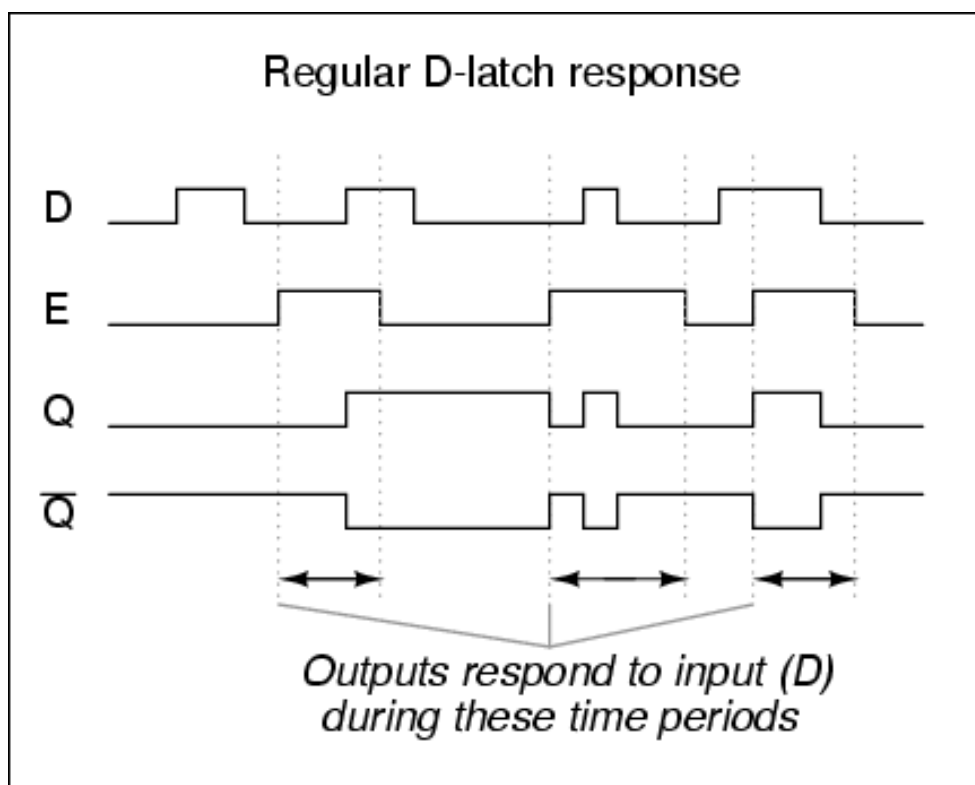 Regular D-latch response
D
E
Q
Q̅
Outputs respond to input (D)
during these time periods